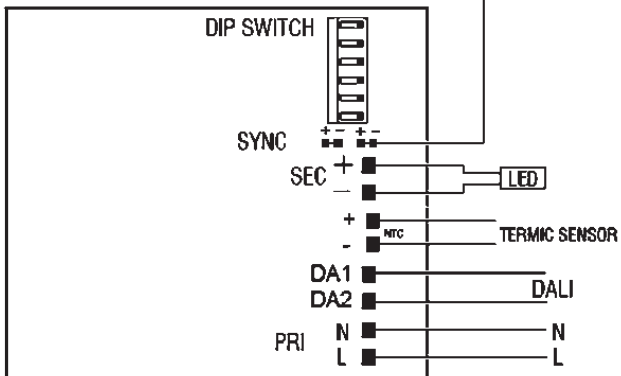 DIP SWITCH
+ - + -
SYNC
SEC + LED
-
+ NTC TERMIC SENSOR
-
DA1 DALI
DA2
PRI N N
L L